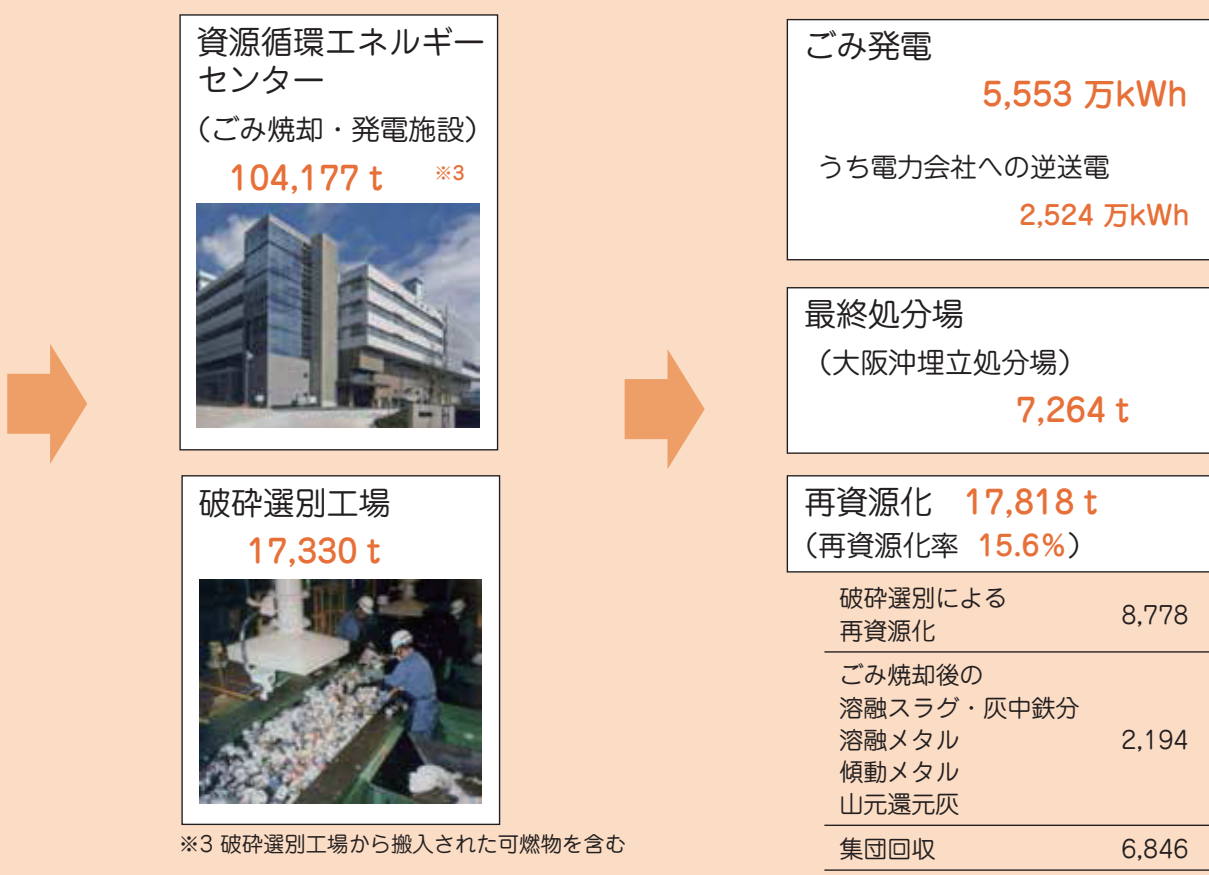 資源循環エネルギー
センター
(ごみ焼却・発電施設)
104,177 t ※3
破砕選別工場
17,330 t
※3 破砕選別工場から搬入された可燃物を含む
ごみ発電
5,553 万kWh
うち電力会社への逆送電
2,524 万kWh
最終処分場
(大阪沖埋立処分場)
7,264 t
再資源化 17,818 t
(再資源化率 15.6%)
破砕選別による
再資源化 8,778
ごみ焼却後の
溶融スラグ・灰中鉄分
溶融メタル 2,194
傾動メタル
山元還元灰
集団回収 6,846